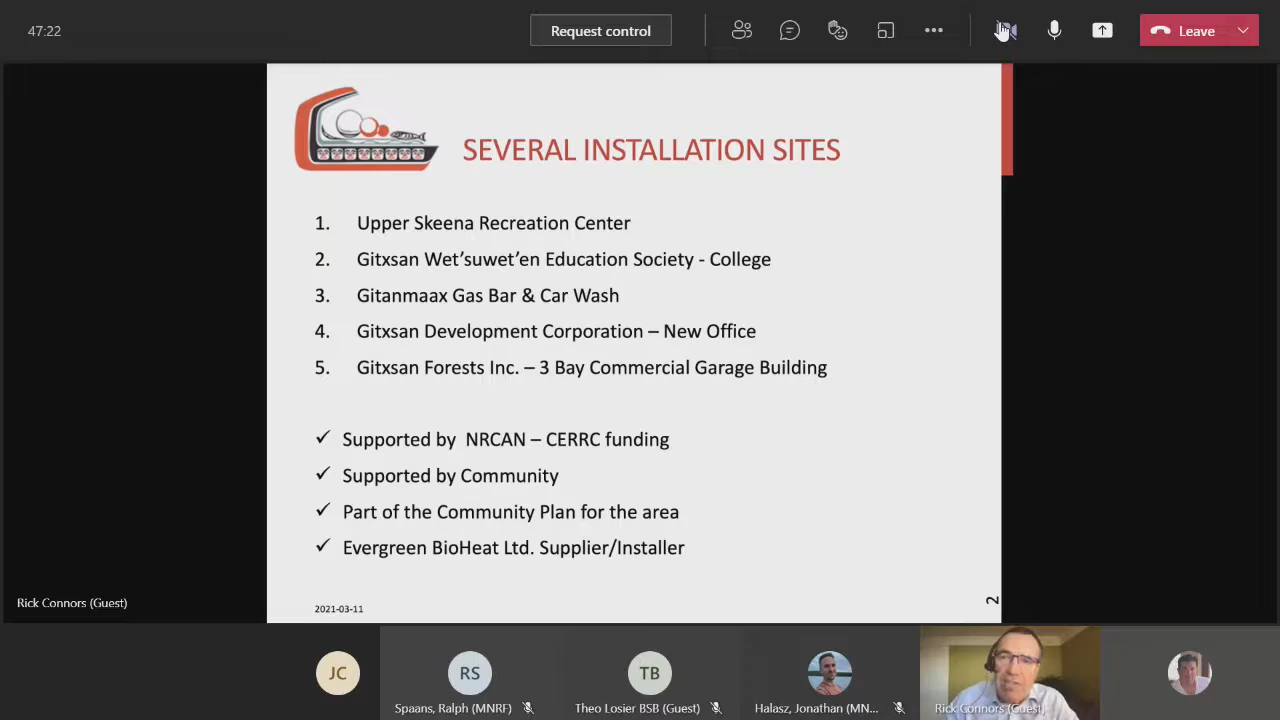 47:22
Request control
Leave
SEVERAL INSTALLATION SITES
1. Upper Skeena Recreation Center
2. Gitxsan Wet’suwet’en Education Society - College
3. Gitanmaax Gas Bar & Car Wash
4. Gitxsan Development Corporation – New Office
5. Gitxsan Forests Inc. – 3 Bay Commercial Garage Building
✓ Supported by NRCAN – CERRC funding
✓ Supported by Community
✓ Part of the Community Plan for the area
✓ Evergreen BioHeat Ltd. Supplier/Installer
Rick Connors (Guest)
2021-03-11
2
JC
RS
TB
Spaans, Ralph (MNRF)
Theo Losier BSB (Guest)
Halasz, Jonathan (MN...
Rick Connors (Guest)